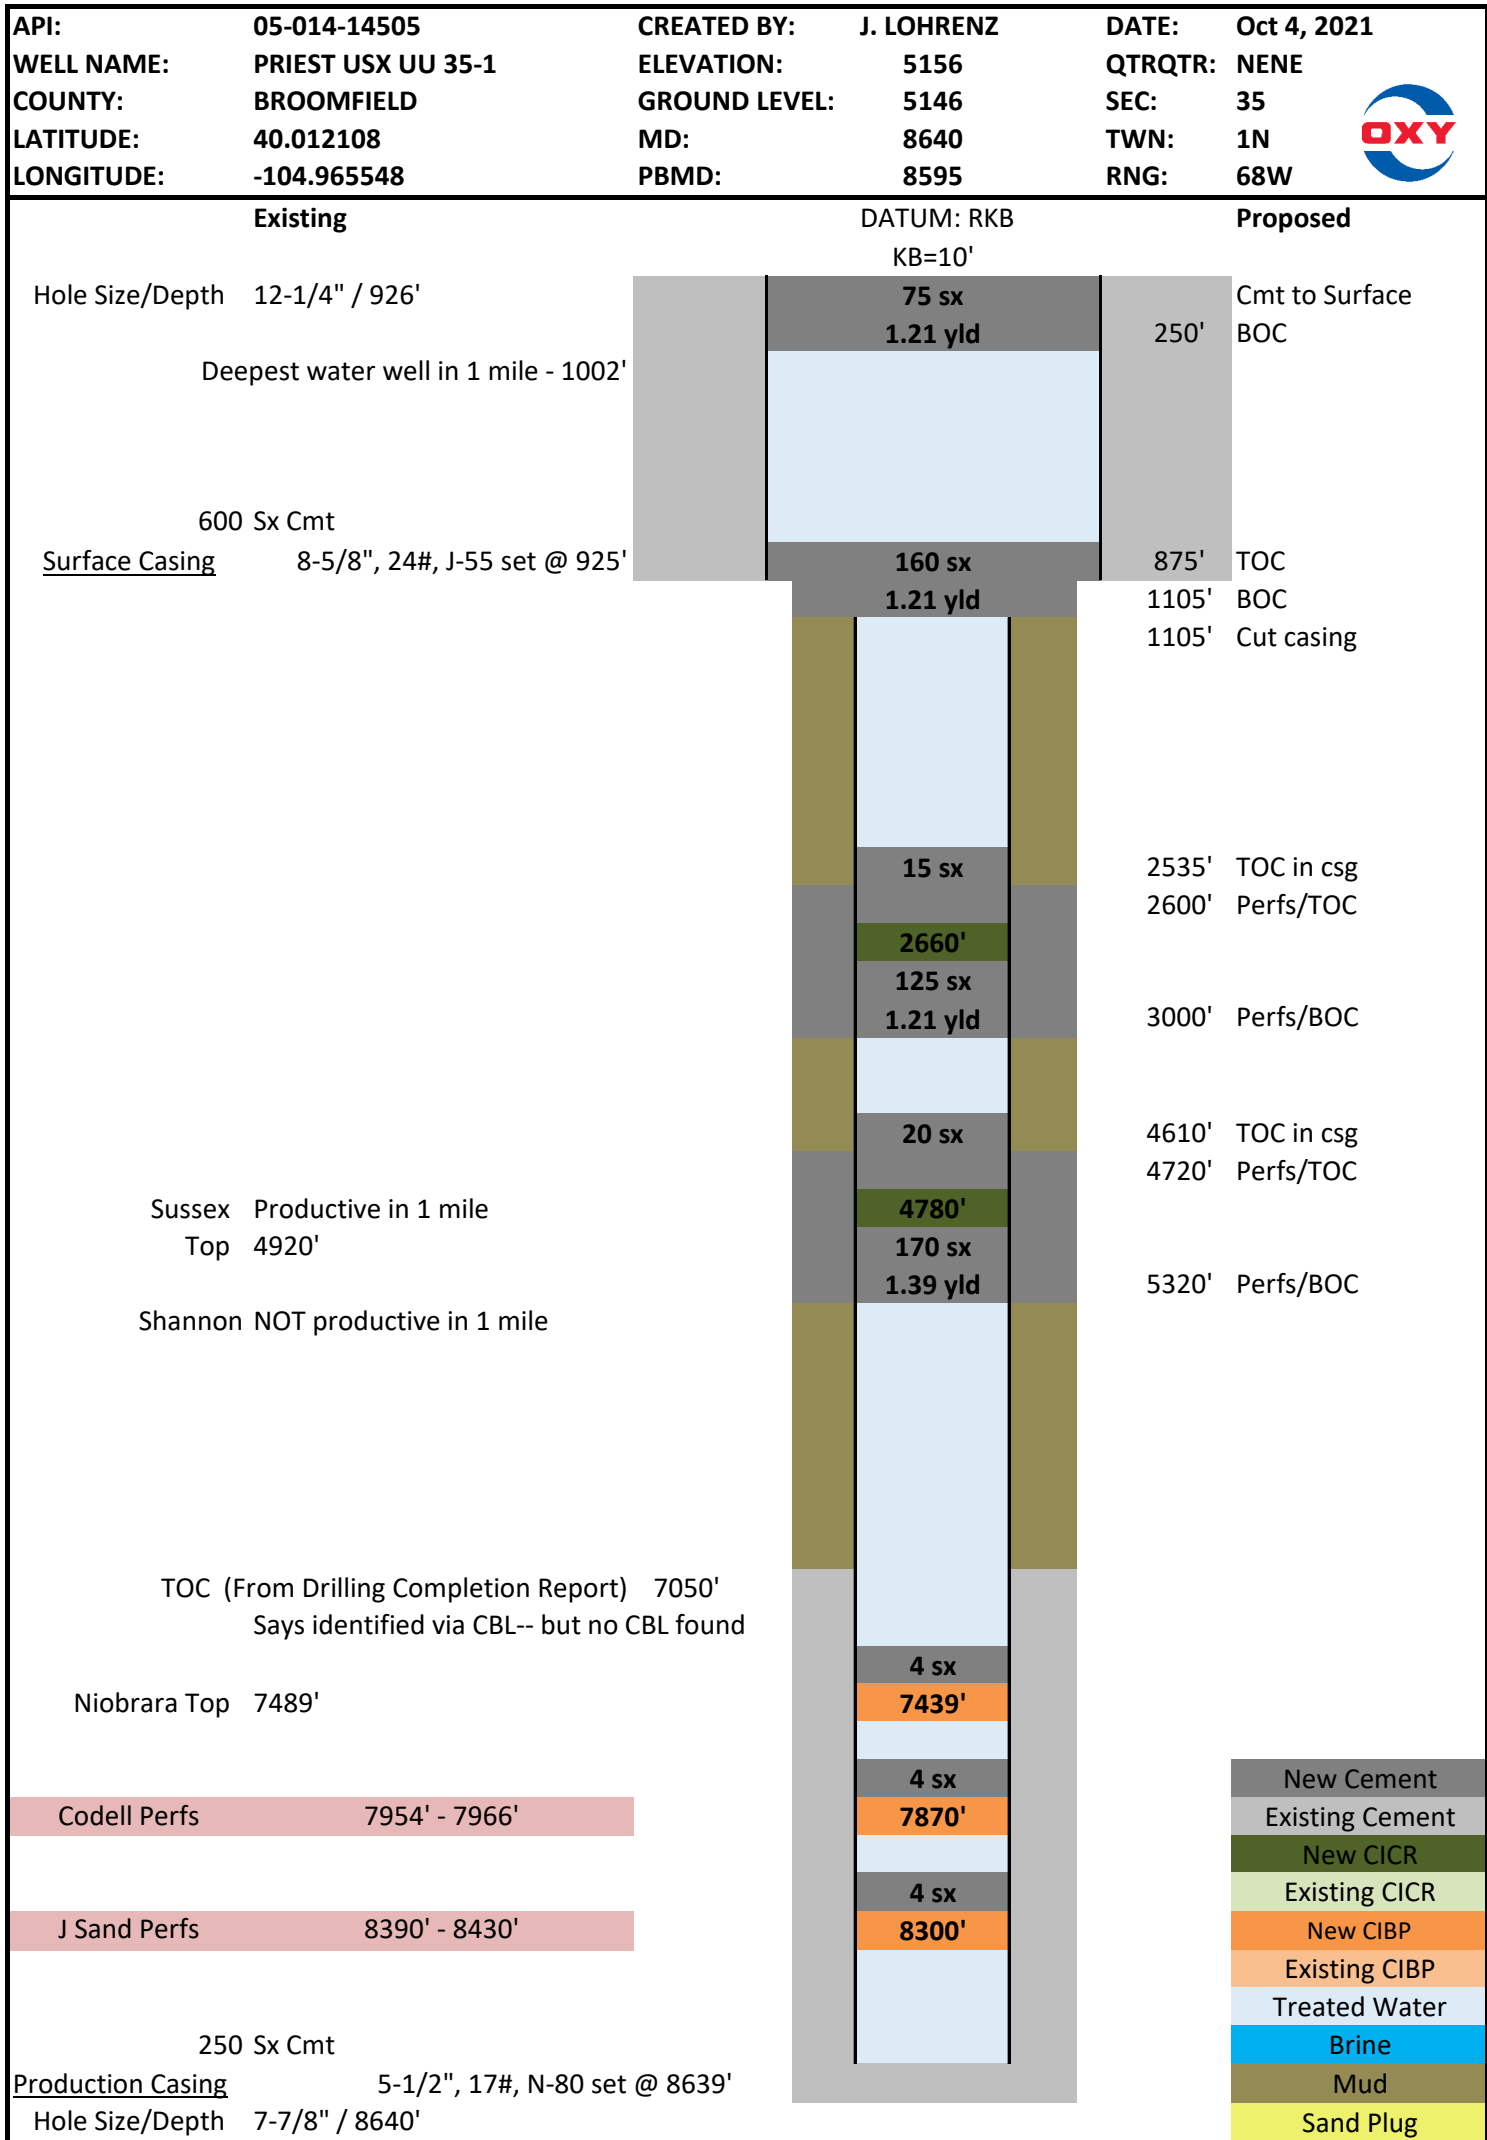 API: 05-014-14505 CREATED BY: J. LOHRENZ DATE: Oct 4, 2021
WELL NAME: PRIEST USX UU 35-1 ELEVATION: 5156 QTRQTR: NENE
COUNTY: BROOMFIELD GROUND LEVEL: 5146 SEC: 35
LATITUDE: 40.012108 MD: 8640 TWN: 1N
OXY
LONGITUDE: -104.965548 PBMD: 8595 RNG: 68W
Existing DATUM: RKB Proposed
KB=10'
Hole Size/Depth 12-1/4" / 926' 75 sx Cmt to Surface
1.21 yld 250' BOC
Deepest water well in 1 mile - 1002'
600 Sx Cmt
Surface Casing 8-5/8", 24#, J-55 set @ 925' 160 sx 875' TOC
1.21 yld 1105' BOC
1105' Cut casing
15 sx 2535' TOC in csg
2600' Perfs/TOC
2660'
125 sx
1.21 yld 3000' Perfs/BOC
20 sx 4610' TOC in csg
4720' Perfs/TOC
Sussex Productive in 1 mile 4780'
Top 4920' 170 sx
1.39 yld 5320' Perfs/BOC
Shannon NOT productive in 1 mile
TOC (From Drilling Completion Report) 7050'
Says identified via CBL-- but no CBL found
4 sx
Niobrara Top 7489' 7439'
4 sx New Cement
Codell Perfs 7954' - 7966' 7870' Existing Cement
New CICR
4 sx Existing CICR
J Sand Perfs 8390' - 8430' 8300' New CIBP
Existing CIBP
Treated Water
250 Sx Cmt Brine
Production Casing 5-1/2", 17#, N-80 set @ 8639' Mud
Hole Size/Depth 7-7/8" / 8640' Sand Plug